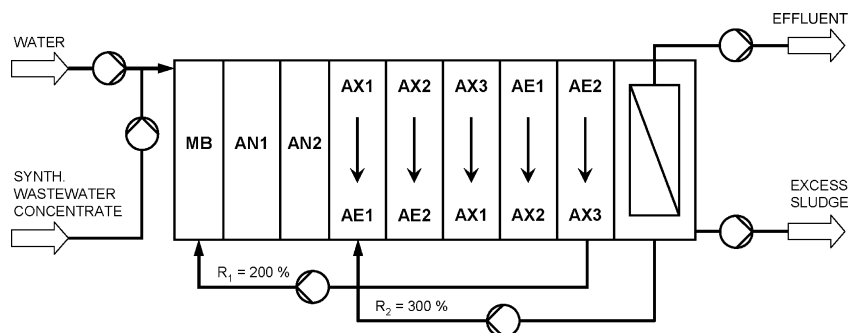 EFFLUENT
WATER
AX1 AX2 AX3 AE1 AE2
MB AN1 AN2
SYNTH.
WASTEWATER
CONCENTRATE
EXCESS
SLUDGE
AE1 AE2 AX1 AX2 AX3
R₁ = 200 %
R₂ = 300 %